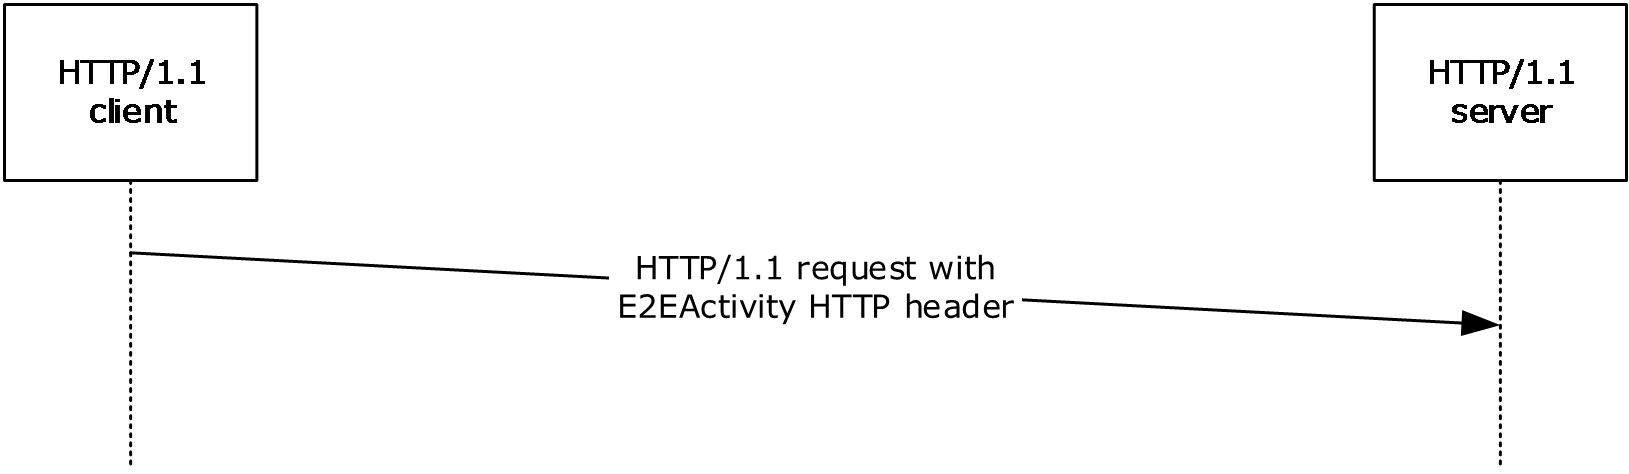 HTTP/1.1
client
HTTP/1.1
server
HTTP/1.1 request with
E2EActivity HTTP header